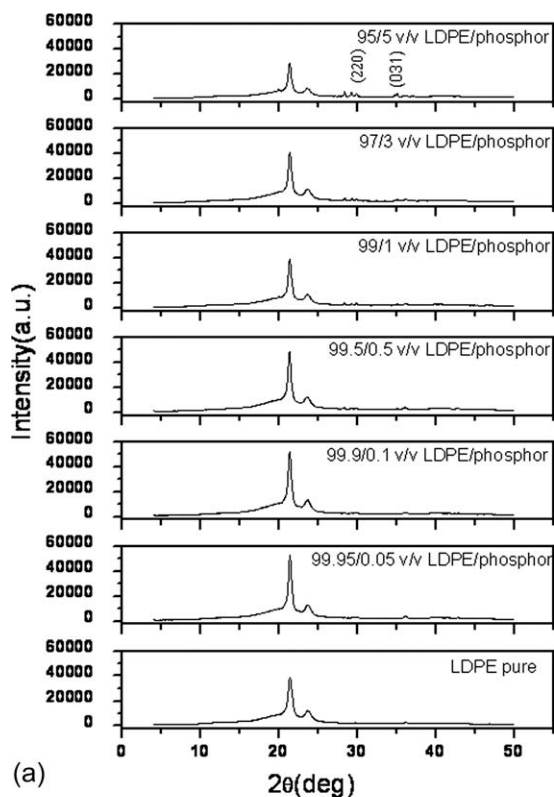 Intensity(a.u.)
60000
40000
20000
0
95/5 v/v LDPE/phosphor
(220)
(031)
60000
40000
20000
0
97/3 v/v LDPE/phosphor
60000
40000
20000
0
99/1 v/v LDPE/phosphor
60000
40000
20000
0
99.5/0.5 v/v LDPE/phosphor
60000
40000
20000
0
99.9/0.1 v/v LDPE/phosphor
60000
40000
20000
0
99.95/0.05 v/v LDPE/phosphor
60000
40000
20000
0
LDPE pure
0 10 20 30 40 50
2θ(deg)
(a)